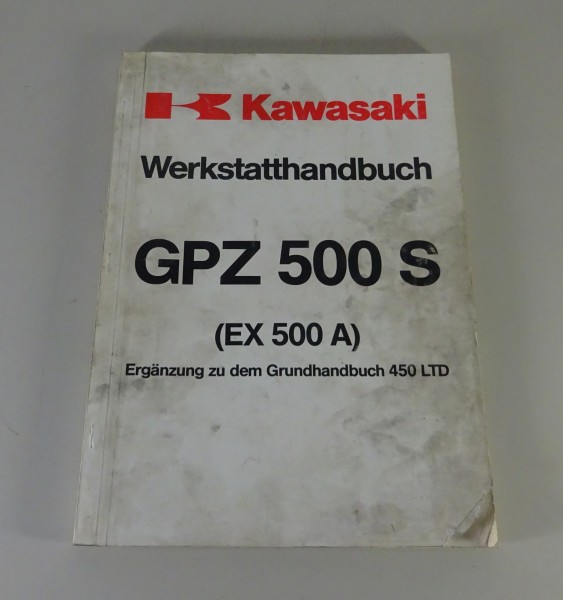 Kawasaki
Werkstatthandbuch
GPZ 500 S
(EX 500 A)
Ergänzung zu dem Grundhandbuch 450 LTD